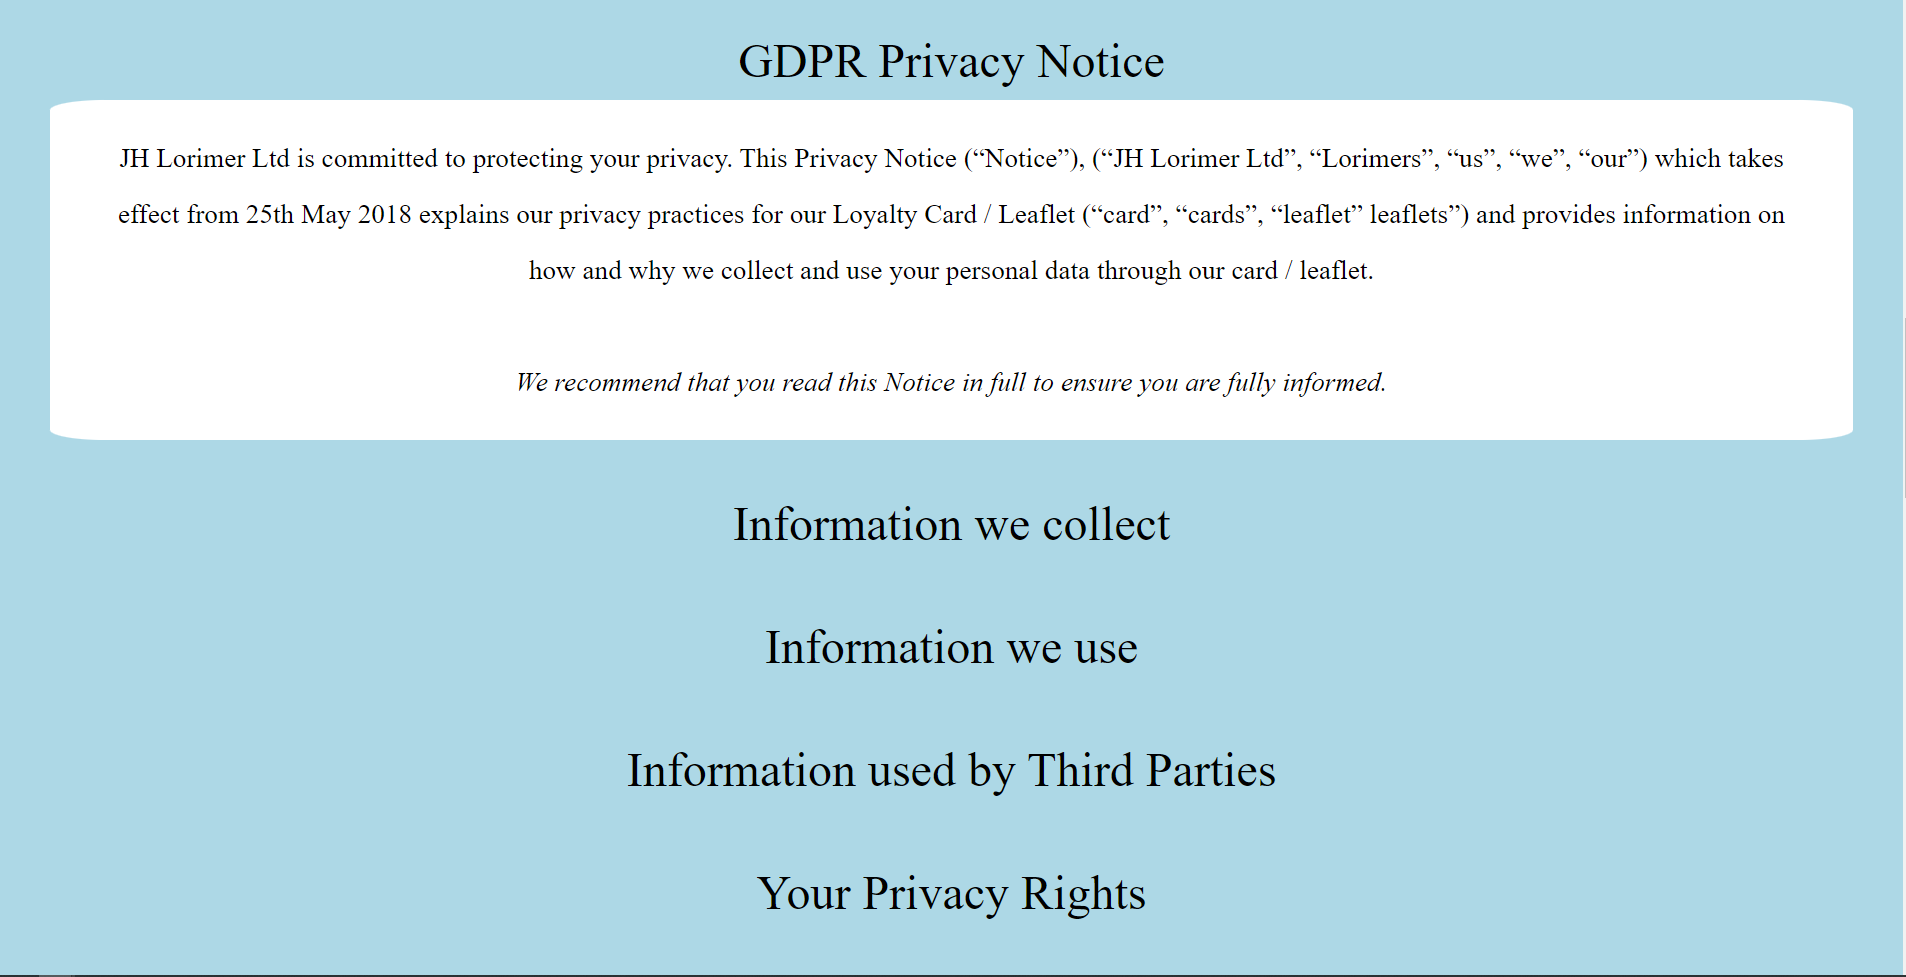 GDPR Privacy Notice
JH Lorimer Ltd is committed to protecting your privacy. This Privacy Notice (“Notice”), (“JH Lorimer Ltd”, “Lorimers”, “us”, “we”, “our”) which takes
effect from 25th May 2018 explains our privacy practices for our Loyalty Card / Leaflet (“card”, “cards”, “leaflet” leaflets”) and provides information on
how and why we collect and use your personal data through our card / leaflet.
We recommend that you read this Notice in full to ensure you are fully informed.
Information we collect
Information we use
Information used by Third Parties
Your Privacy Rights